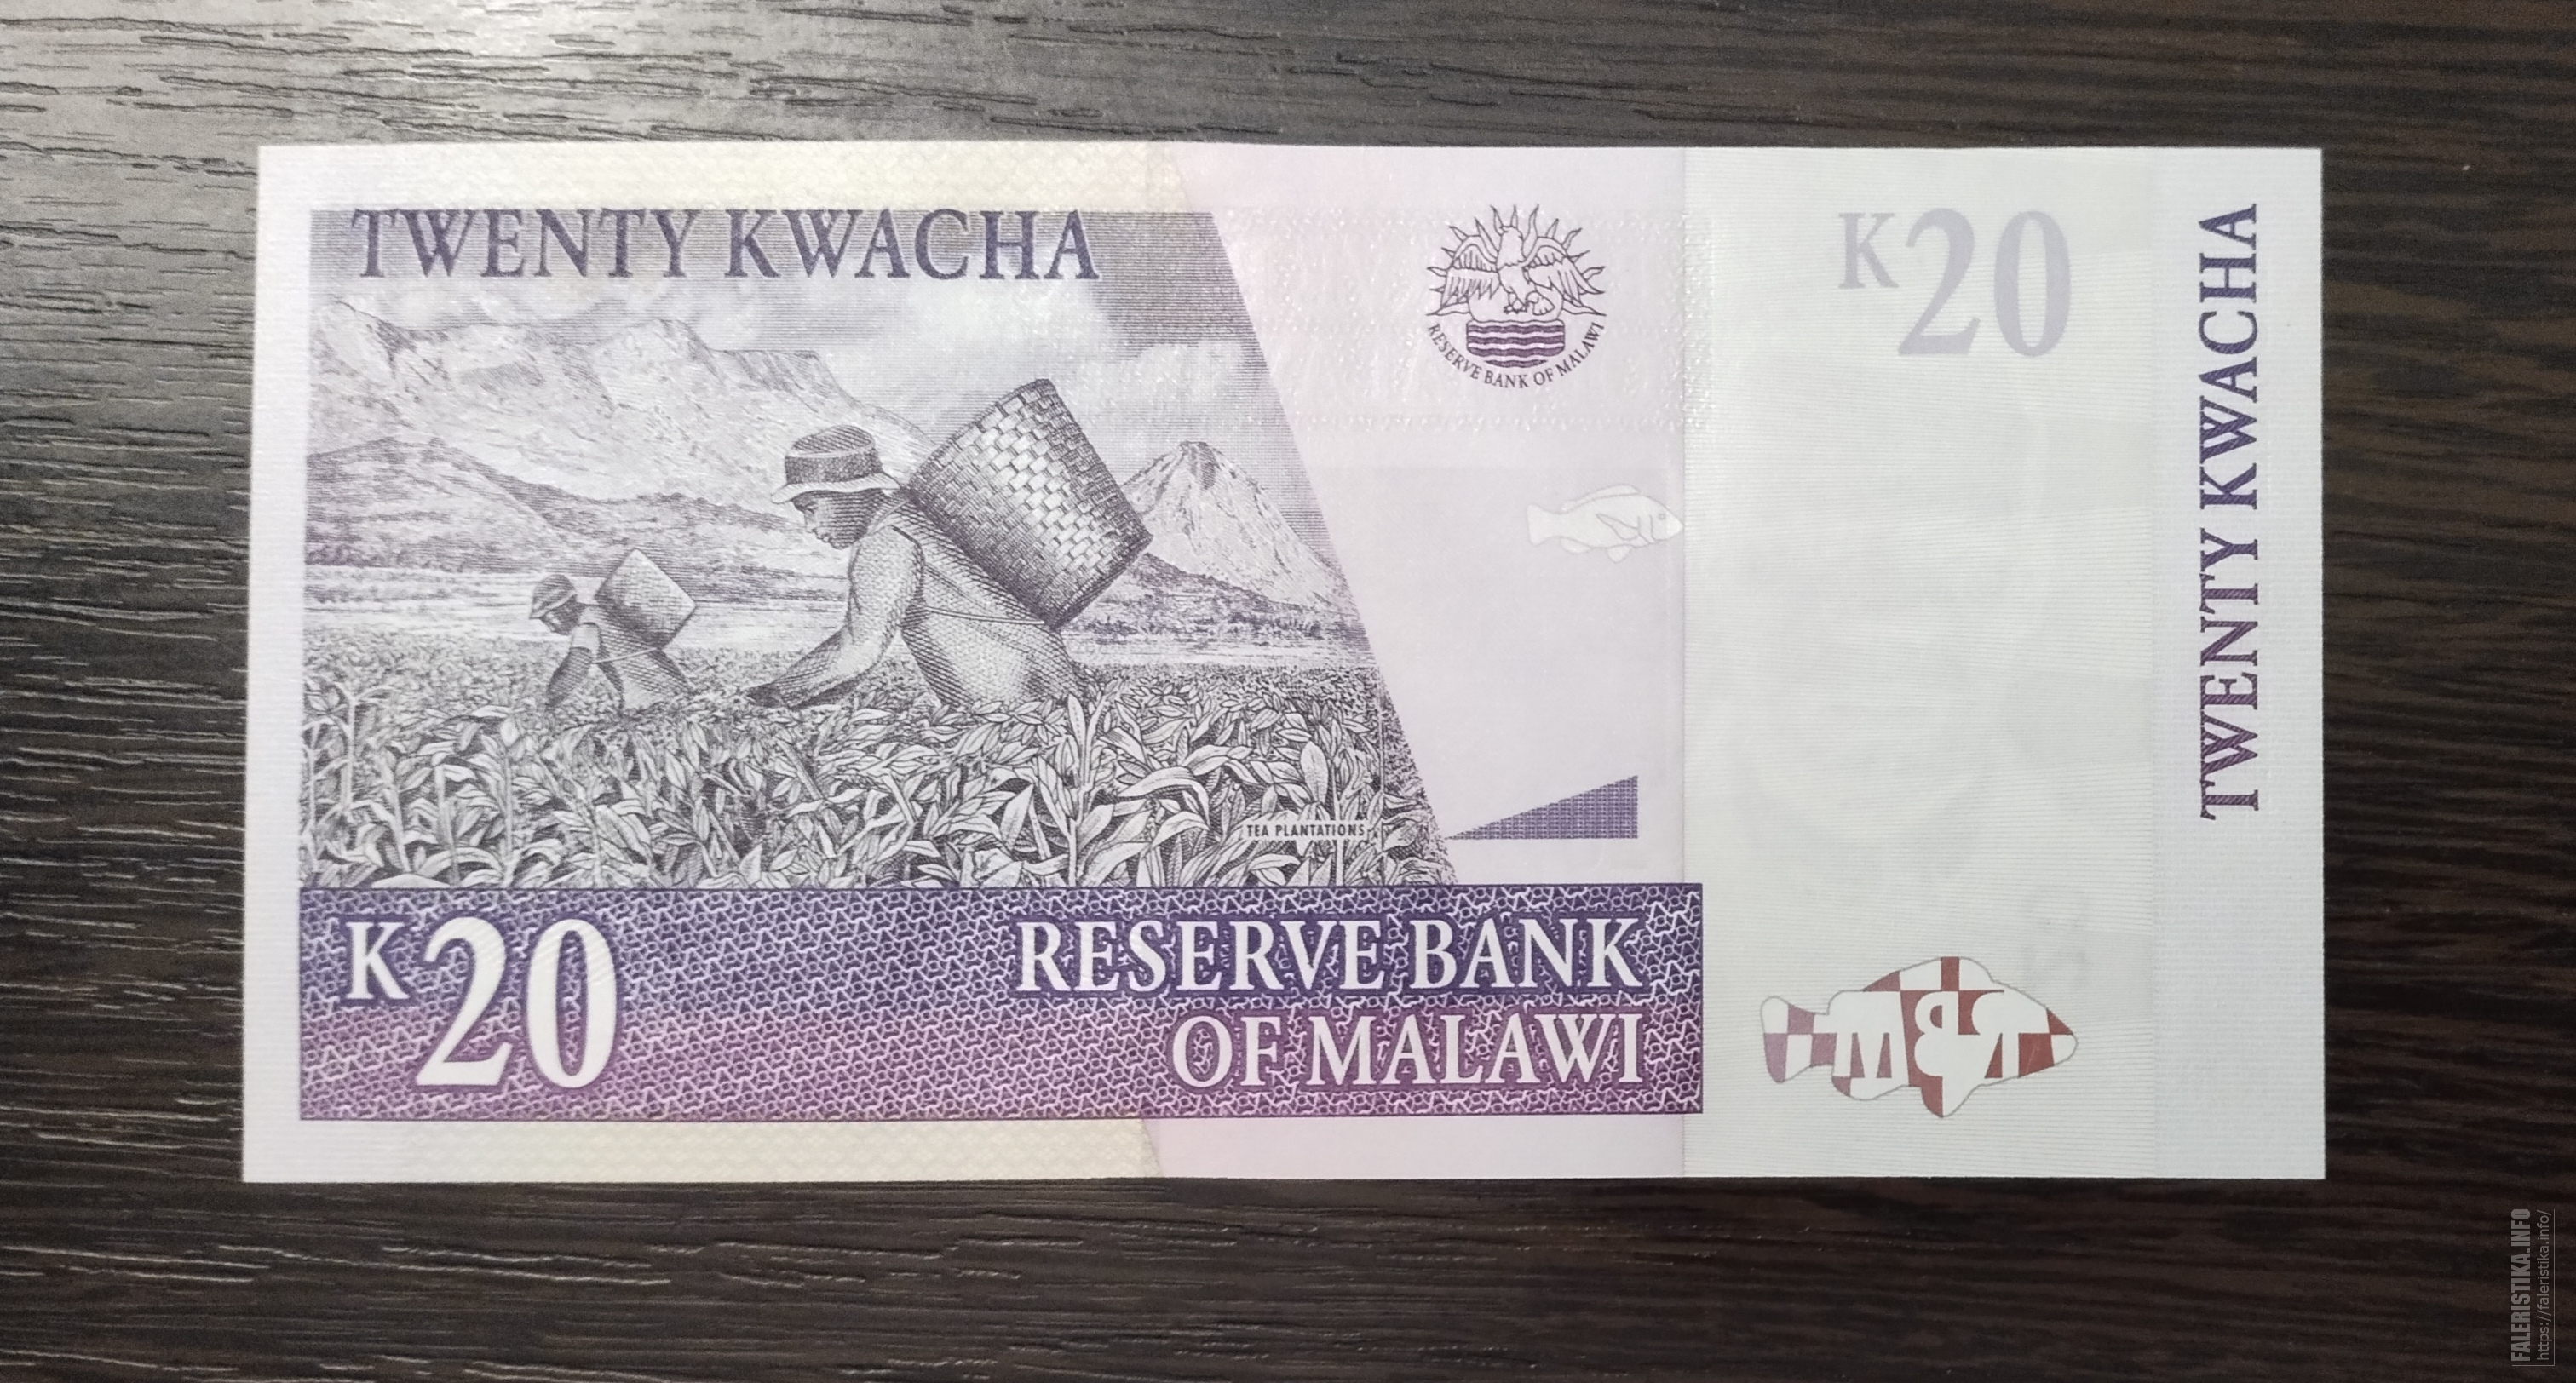 TWENTY KWACHA
RESERVE BANK OF MALAWI
K20
TWENTY KWACHA
TEA PLANTATIONS
K20
RESERVE BANK
OF MALAWI
FALERISTIKA.INFO
https://faleristika.info/